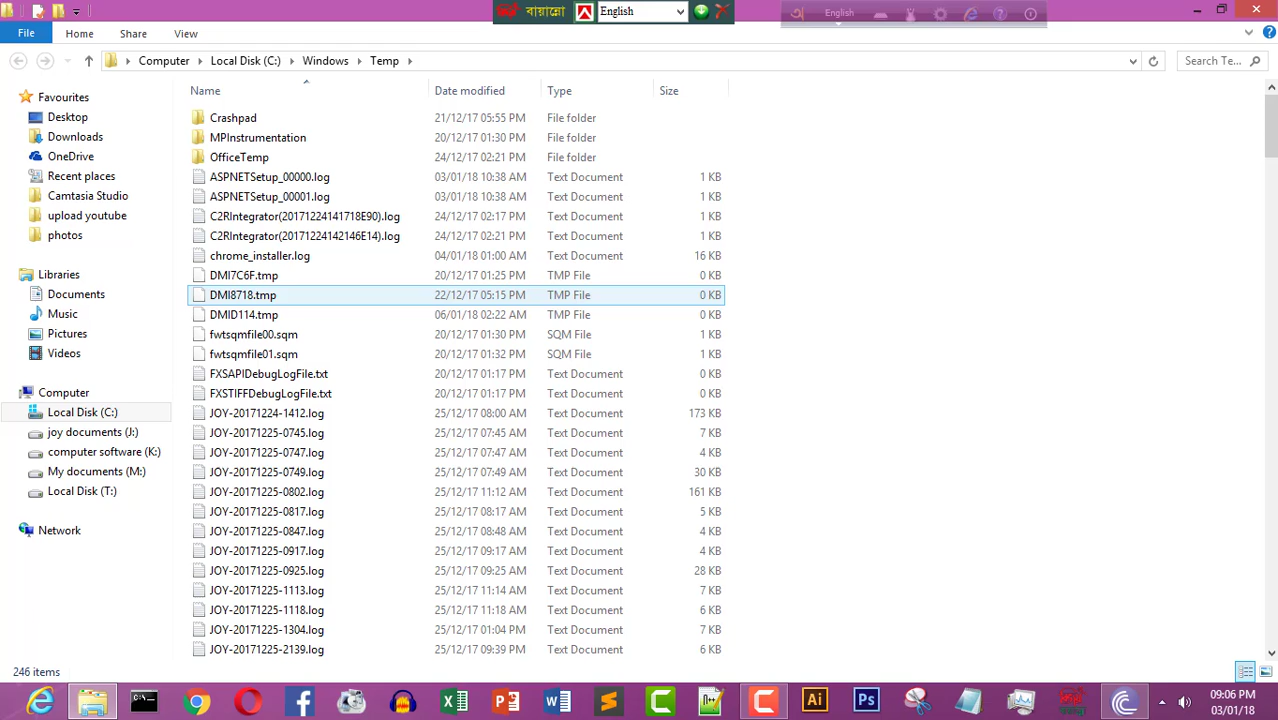 বায়ান্নো English
English
File Home Share View
Computer Local Disk (C:) Windows Temp Search Te...
Name Date modified Type Size
Favourites
Desktop
Downloads
OneDrive
Recent places
Camtasia Studio
upload youtube
photos
Libraries
Documents
Music
Pictures
Videos
Computer
Local Disk (C:)
joy documents (J:)
computer software (K:)
My documents (M:)
Local Disk (T:)
Network
Crashpad 21/12/17 05:55 PM File folder
MPInstrumentation 20/12/17 01:30 PM File folder
OfficeTemp 24/12/17 02:21 PM File folder
ASPNETSetup_00000.log 03/01/18 10:38 AM Text Document 1 KB
ASPNETSetup_00001.log 03/01/18 10:38 AM Text Document 1 KB
C2RIntegrator(20171224141718E90).log 24/12/17 02:17 PM Text Document 1 KB
C2RIntegrator(20171224142146E14).log 24/12/17 02:21 PM Text Document 1 KB
chrome_installer.log 04/01/18 01:00 AM Text Document 16 KB
DMI7C6F.tmp 20/12/17 01:25 PM TMP File 0 KB
DMI8718.tmp 22/12/17 05:15 PM TMP File 0 KB
DMID114.tmp 06/01/18 02:22 AM TMP File 0 KB
fwtsqmfile00.sqm 20/12/17 01:30 PM SQM File 1 KB
fwtsqmfile01.sqm 20/12/17 01:32 PM SQM File 1 KB
FXSAPIDebugLogFile.txt 20/12/17 01:17 PM Text Document 0 KB
FXSTIFFDebugLogFile.txt 20/12/17 01:17 PM Text Document 0 KB
JOY-20171224-1412.log 25/12/17 08:00 AM Text Document 173 KB
JOY-20171225-0745.log 25/12/17 07:45 AM Text Document 7 KB
JOY-20171225-0747.log 25/12/17 07:47 AM Text Document 4 KB
JOY-20171225-0749.log 25/12/17 07:49 AM Text Document 30 KB
JOY-20171225-0802.log 25/12/17 11:12 AM Text Document 161 KB
JOY-20171225-0817.log 25/12/17 08:17 AM Text Document 5 KB
JOY-20171225-0847.log 25/12/17 08:48 AM Text Document 4 KB
JOY-20171225-0917.log 25/12/17 09:17 AM Text Document 4 KB
JOY-20171225-0925.log 25/12/17 09:25 AM Text Document 28 KB
JOY-20171225-1113.log 25/12/17 11:14 AM Text Document 7 KB
JOY-20171225-1118.log 25/12/17 11:18 AM Text Document 6 KB
JOY-20171225-1304.log 25/12/17 01:04 PM Text Document 7 KB
JOY-20171225-2139.log 25/12/17 09:39 PM Text Document 6 KB
246 items
09:06 PM
03/01/18